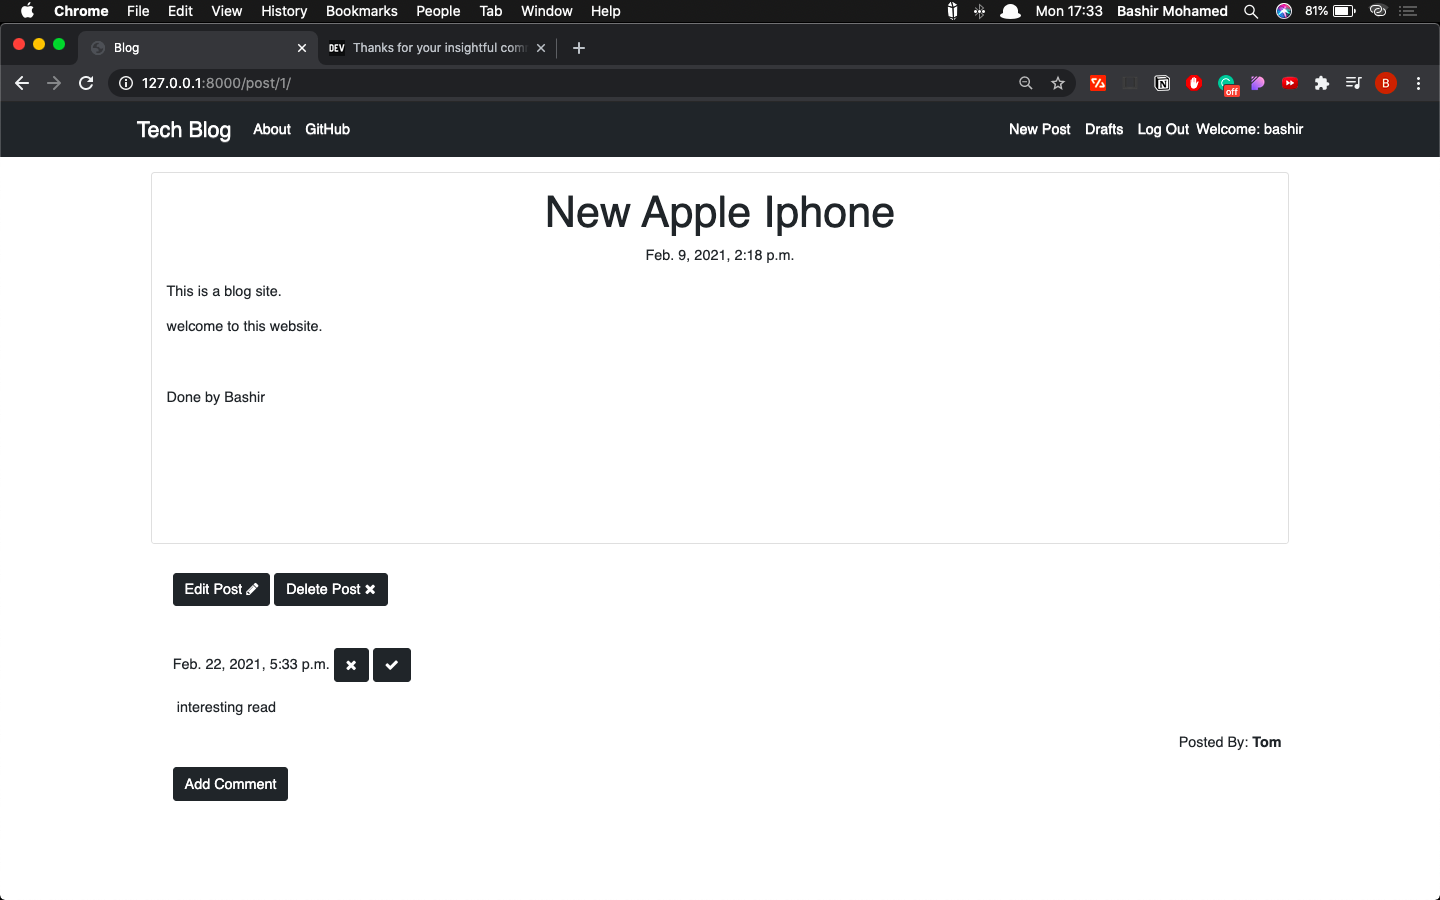 Chrome File Edit View History Bookmarks People Tab Window Help Mon 17:33 Bashir Mohamed 81%
Blog DEV Thanks for your insightful com
127.0.0.1:8000/post/1/ off B
Tech Blog About GitHub New Post Drafts Log Out Welcome: bashir
New Apple Iphone
Feb. 9, 2021, 2:18 p.m.
This is a blog site.
welcome to this website.
Done by Bashir
Edit Post Delete Post
Feb. 22, 2021, 5:33 p.m.
interesting read
Posted By: Tom
Add Comment